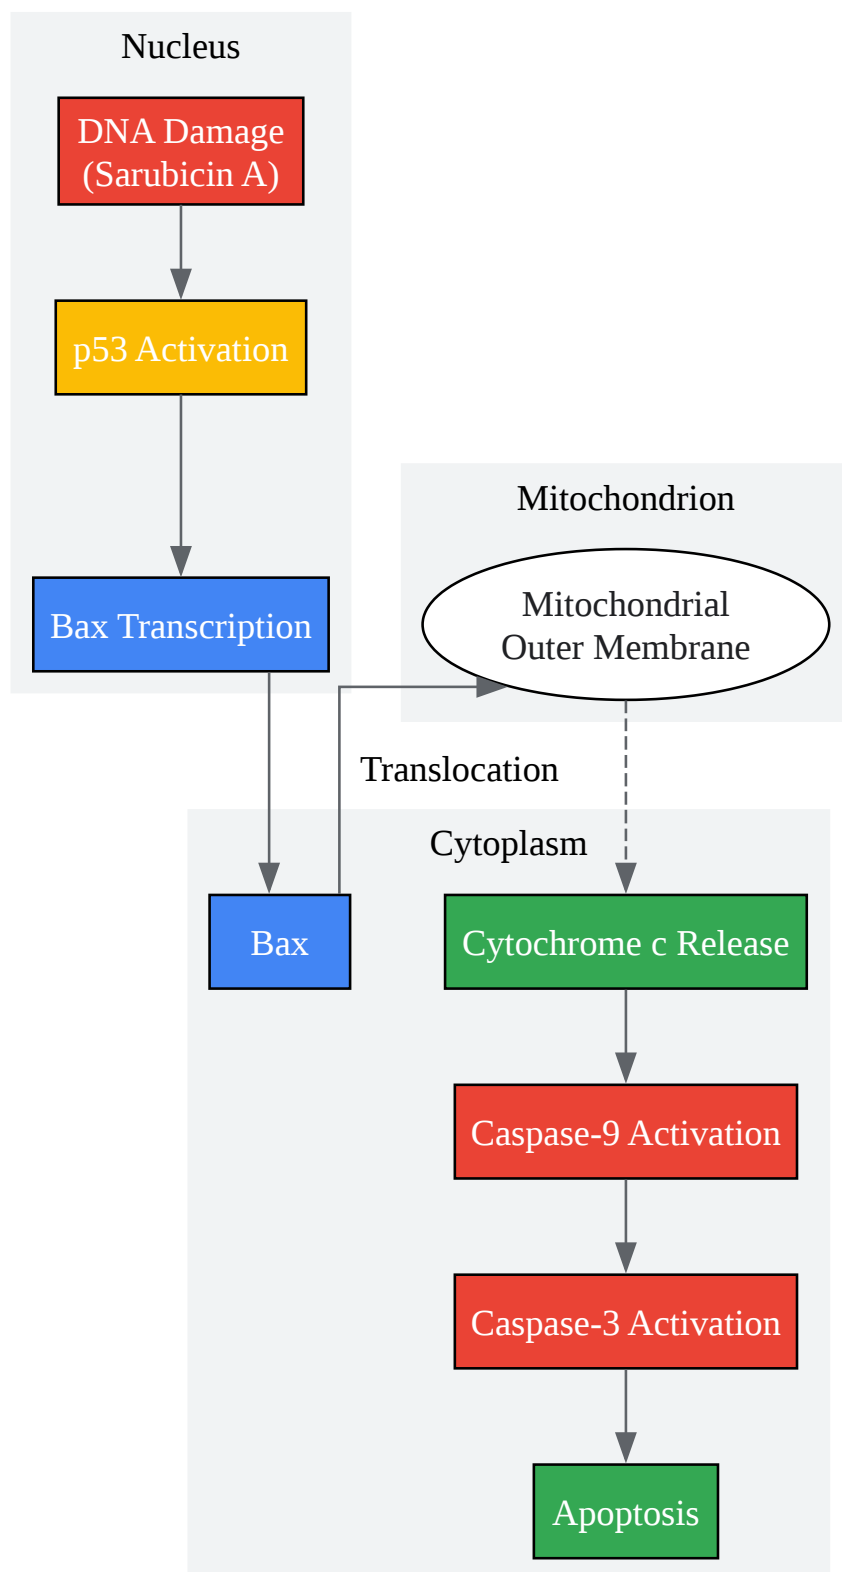 Nucleus
DNA Damage
(Sarubicin A)
p53 Activation
Bax Transcription
Mitochondrion
Mitochondrial
Outer Membrane
Translocation
Cytoplasm
Bax
Cytochrome c Release
Caspase-9 Activation
Caspase-3 Activation
Apoptosis